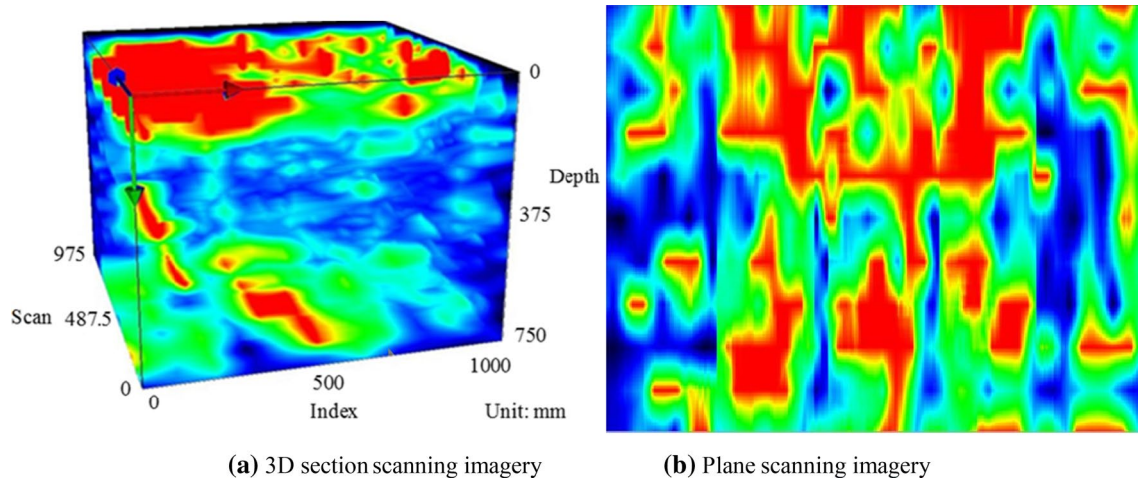 0
Depth
375
975
Scan
487.5
750
0
0
500
1000
Index
Unit: mm
(a) 3D section scanning imagery
(b) Plane scanning imagery